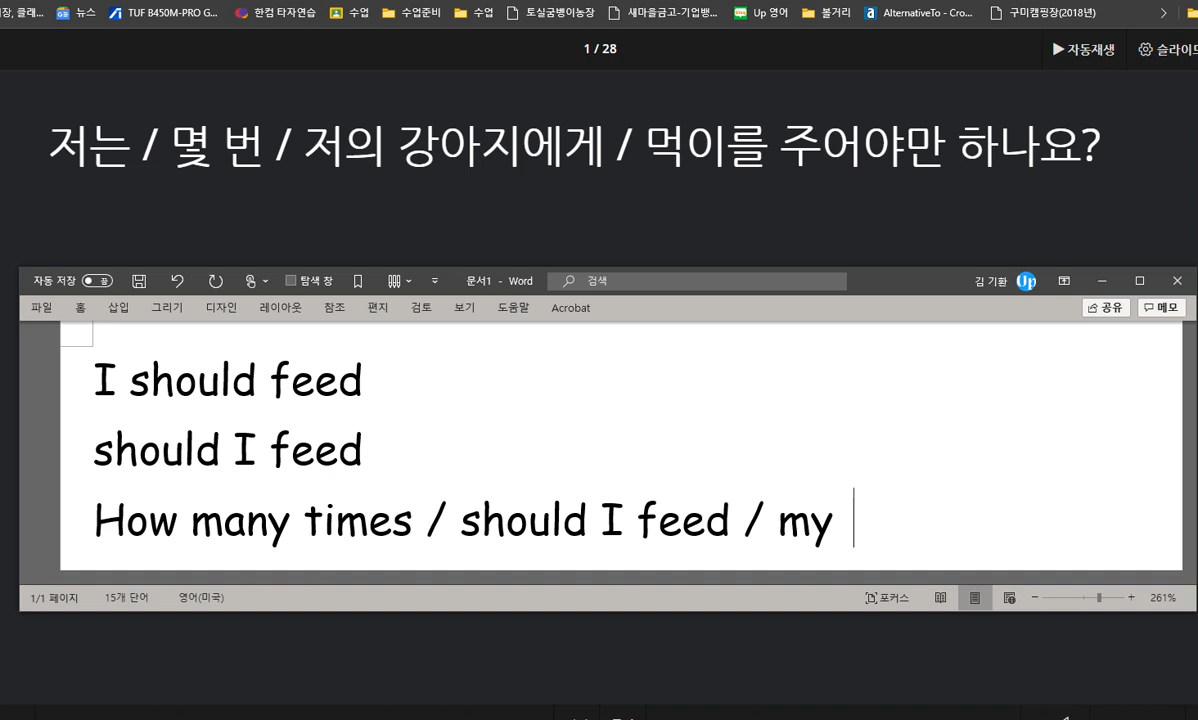 뉴스 TUF B450M-PRO G... 한컴 타자연습 수업 수업준비 수업 토실굼벵이농장 새마을금고-기업뱅... Up 영어 볼거리 AlternativeTo - Cro... 구미캠핑장(2018년)
1 / 28 자동재생
저는 / 몇 번 / 저의 강아지에게 / 먹이를 주어야만 하나요?
자동 저장 끔 탐색 창 문서1 - Word 검색 김 기환 Up
파일 홈 삽입 그리기 디자인 레이아웃 참조 편지 검토 보기 도움말 Acrobat 공유 메모
I should feed
should I feed
How many times / should I feed / my
1/1 페이지 15개 단어 영어(미국) 포커스 261%